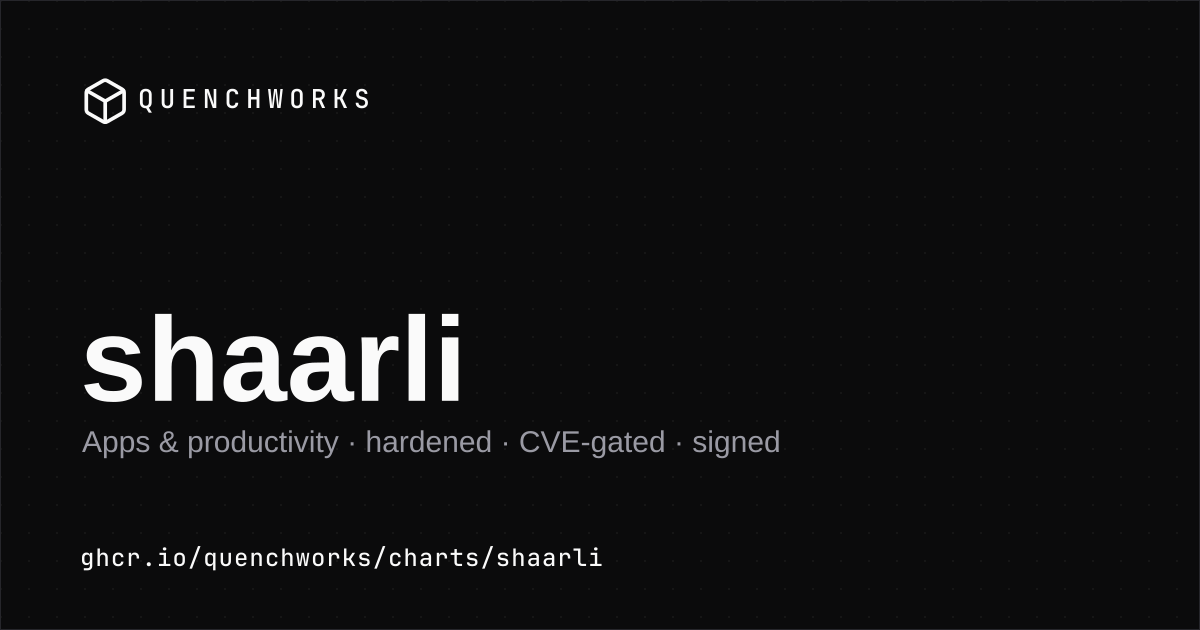 QUENCHWORKS
shaarli
Apps & productivity · hardened · CVE-gated · signed
ghcr.io/quenchworks/charts/shaarli